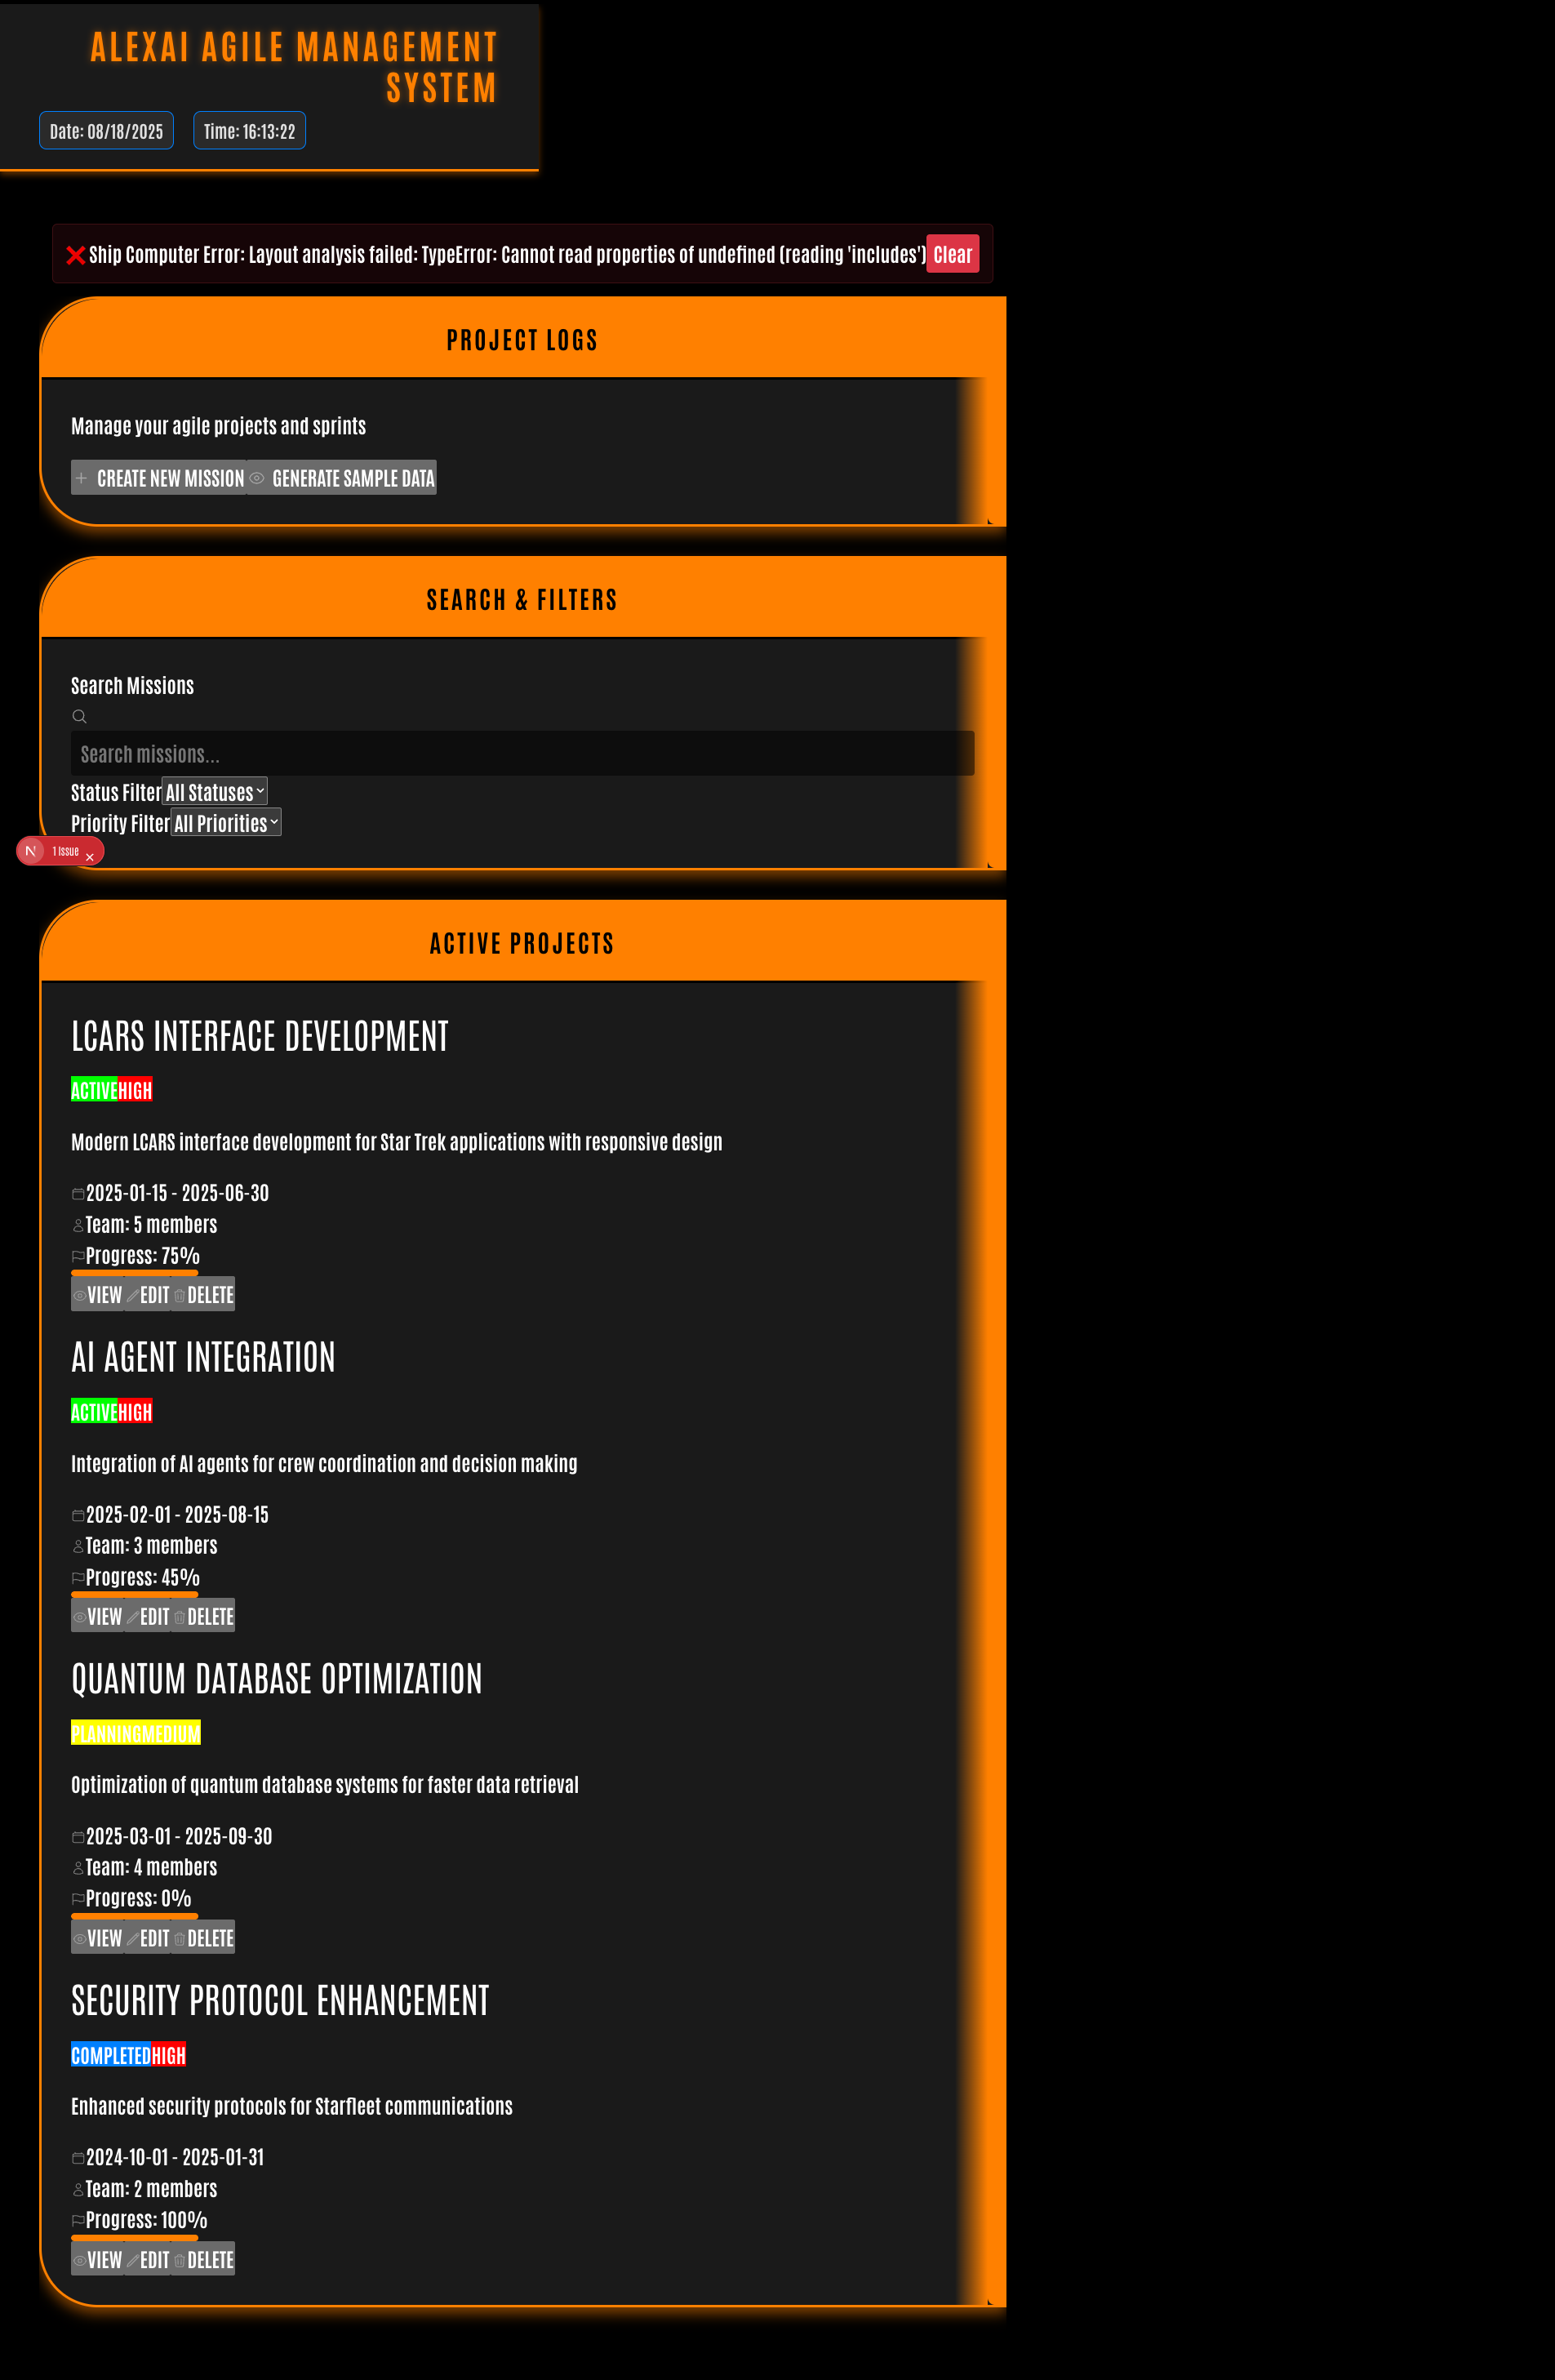 ALEXAI AGILE MANAGEMENT
SYSTEM
Date: 08/18/2025
Time: 16:13:22
❌ Ship Computer Error: Layout analysis failed: TypeError: Cannot read properties of undefined (reading 'includes')
Clear
PROJECT LOGS
Manage your agile projects and sprints
CREATE NEW MISSION
GENERATE SAMPLE DATA
SEARCH & FILTERS
Search Missions
Search missions...
Status Filter All Statuses
Priority Filter All Priorities
N 1 Issue ×
ACTIVE PROJECTS
LCARS INTERFACE DEVELOPMENT
ACTIVE HIGH
Modern LCARS interface development for Star Trek applications with responsive design
2025-01-15 - 2025-06-30
Team: 5 members
Progress: 75%
VIEW EDIT DELETE
AI AGENT INTEGRATION
ACTIVE HIGH
Integration of AI agents for crew coordination and decision making
2025-02-01 - 2025-08-15
Team: 3 members
Progress: 45%
VIEW EDIT DELETE
QUANTUM DATABASE OPTIMIZATION
PLANNING MEDIUM
Optimization of quantum database systems for faster data retrieval
2025-03-01 - 2025-09-30
Team: 4 members
Progress: 0%
VIEW EDIT DELETE
SECURITY PROTOCOL ENHANCEMENT
COMPLETED HIGH
Enhanced security protocols for Starfleet communications
2024-10-01 - 2025-01-31
Team: 2 members
Progress: 100%
VIEW EDIT DELETE